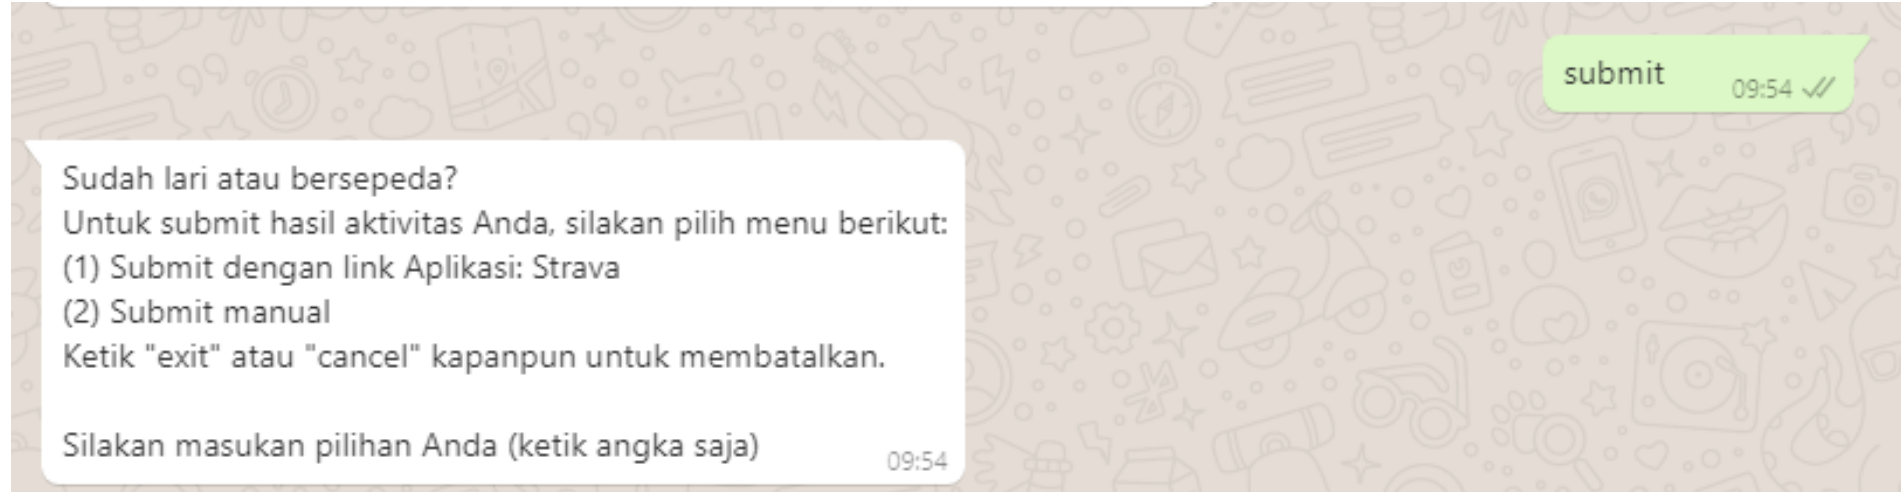 submit
09:54
Sudah lari atau bersepeda?
Untuk submit hasil aktivitas Anda, silakan pilih menu berikut:
(1) Submit dengan link Aplikasi: Strava
(2) Submit manual
Ketik "exit" atau "cancel" kapanpun untuk membatalkan.
Silakan masukan pilihan Anda (ketik angka saja)
09:54